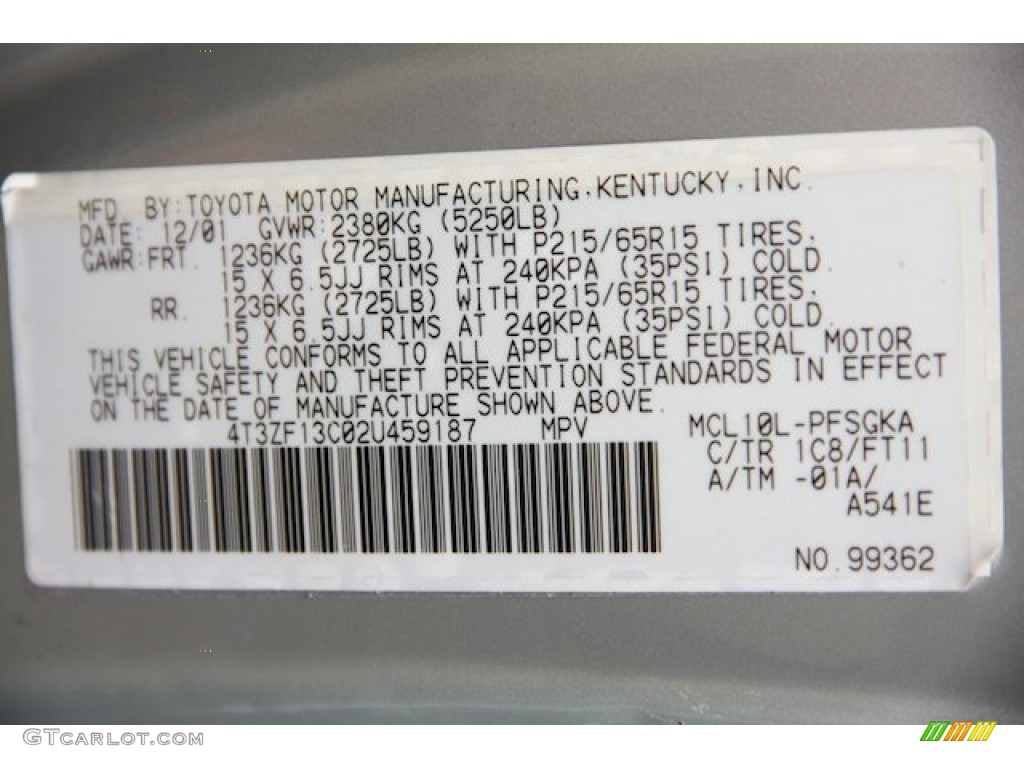 MFD. BY:TOYOTA MOTOR MANUFACTURING,KENTUCKY,INC.
DATE: 12/01 GVWR:2380KG (5250LB)
GAWR:FRT. 1236KG (2725LB) WITH P215/65R15 TIRES.
15 X 6.5JJ RIMS AT 240KPA (35PSI) COLD.
RR. 1236KG (2725LB) WITH P215/65R15 TIRES.
15 X 6.5JJ RIMS AT 240KPA (35PSI) COLD.
THIS VEHICLE CONFORMS TO ALL APPLICABLE FEDERAL MOTOR
VEHICLE SAFETY AND THEFT PREVENTION STANDARDS IN EFFECT
ON THE DATE OF MANUFACTURE SHOWN ABOVE.
4T3ZF13C02U459187 MPV MCL10L-PFSGKA
C/TR 1C8/FT11
A/TM -01A/
A541E
NO.99362
GTcarlot.com